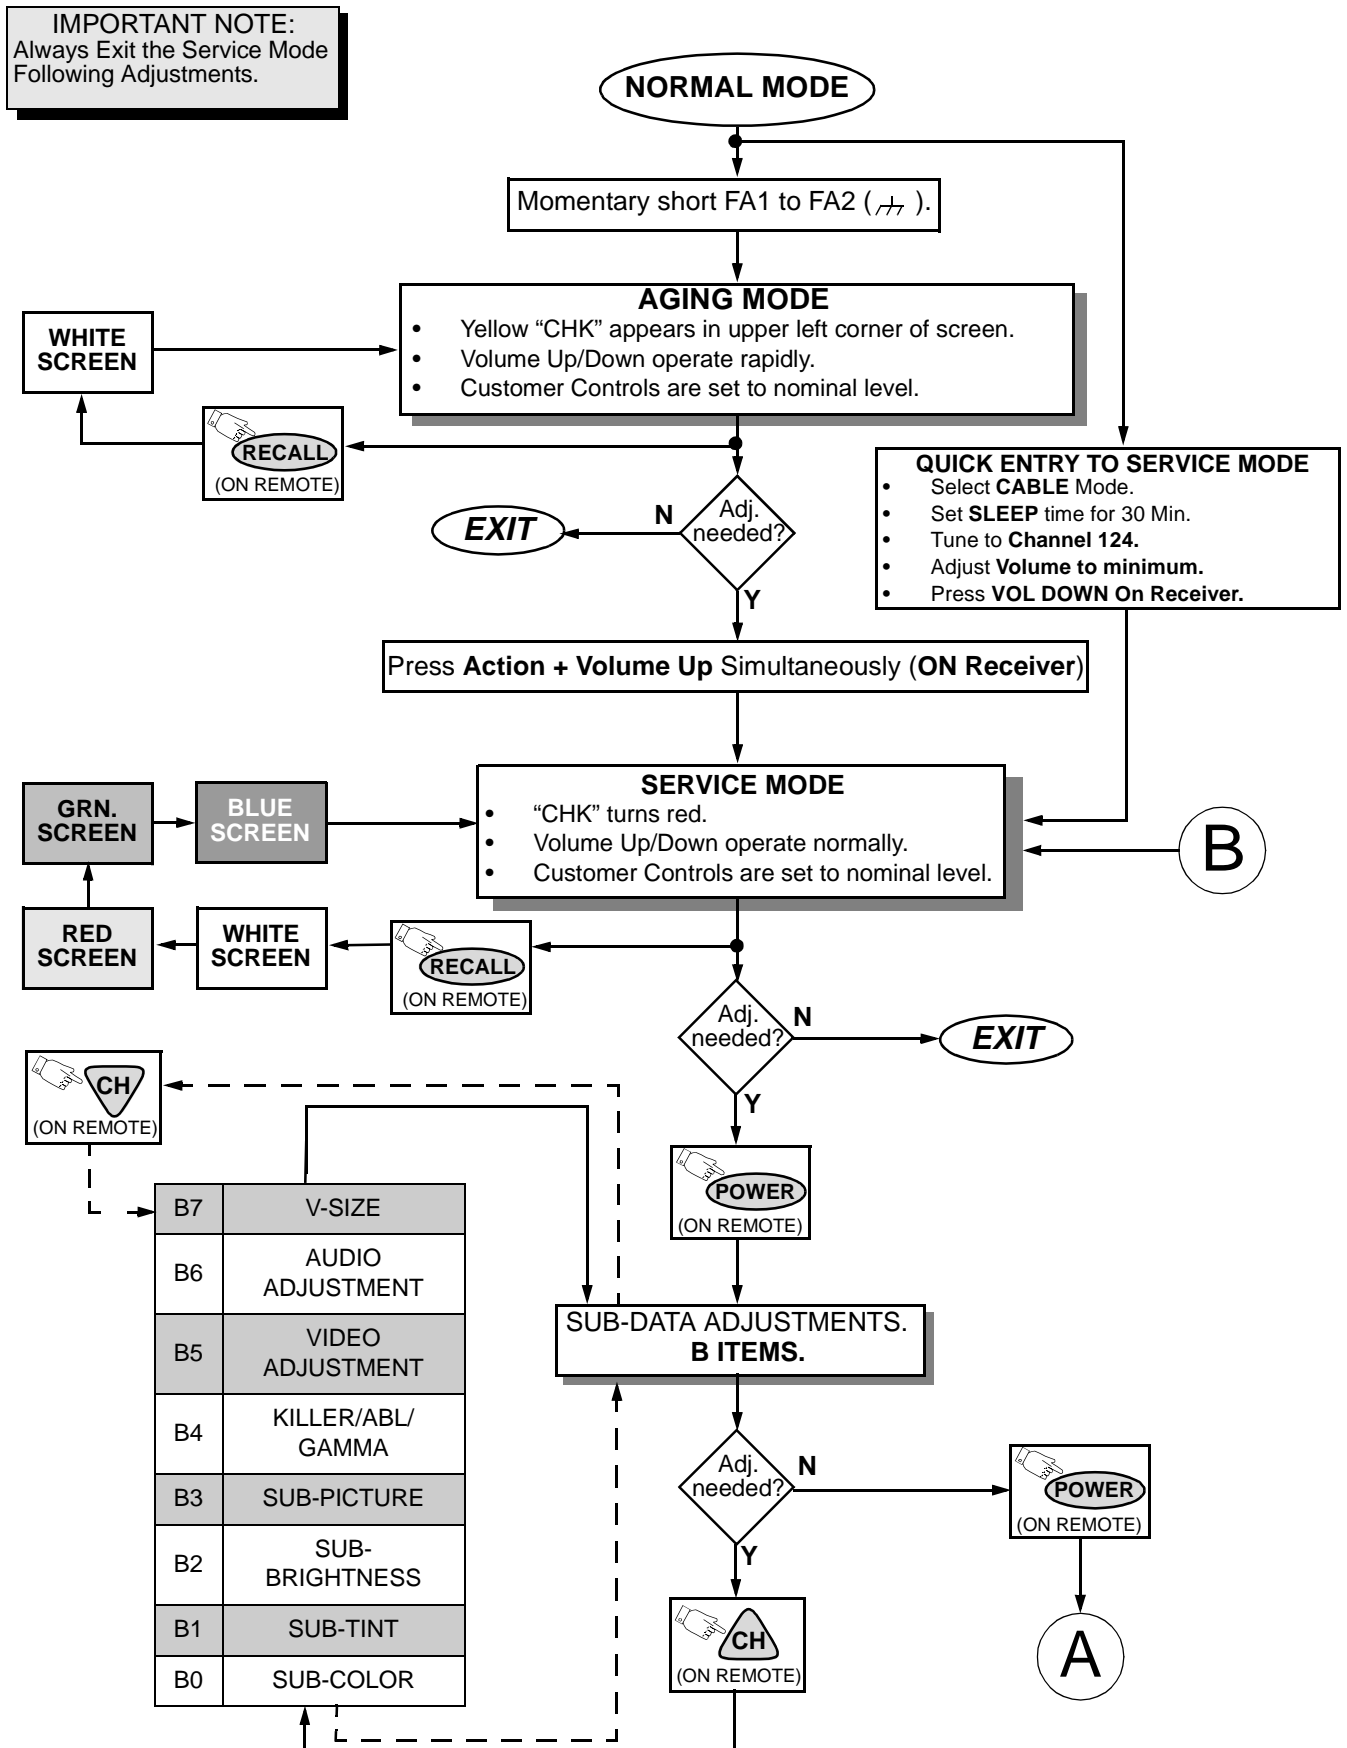 IMPORTANT NOTE:
Always Exit the Service Mode
Following Adjustments.
NORMAL MODE
Momentary short FA1 to FA2 ( ).
AGING MODE
• Yellow “CHK” appears in upper left corner of screen.
• Volume Up/Down operate rapidly.
• Customer Controls are set to nominal level.
WHITE
SCREEN
RECALL
(ON REMOTE)
QUICK ENTRY TO SERVICE MODE
• Select CABLE Mode.
• Set SLEEP time for 30 Min.
• Tune to Channel 124.
• Adjust Volume to minimum.
• Press VOL DOWN On Receiver.
EXIT
N
Adj.
needed?
Y
Press Action + Volume Up Simultaneously (ON Receiver)
SERVICE MODE
• “CHK” turns red.
• Volume Up/Down operate normally.
• Customer Controls are set to nominal level.
GRN.
SCREEN
BLUE
SCREEN
B
RED
SCREEN
WHITE
SCREEN
RECALL
(ON REMOTE)
Adj.
needed?
N
EXIT
Y
CH
(ON REMOTE)
POWER
(ON REMOTE)
B7 V-SIZE
B6 AUDIO
ADJUSTMENT
B5 VIDEO
ADJUSTMENT
B4 KILLER/ABL/
GAMMA
B3 SUB-PICTURE
B2 SUB-
BRIGHTNESS
B1 SUB-TINT
B0 SUB-COLOR
SUB-DATA ADJUSTMENTS.
B ITEMS.
Adj.
needed?
N
Y
POWER
(ON REMOTE)
CH
(ON REMOTE)
A